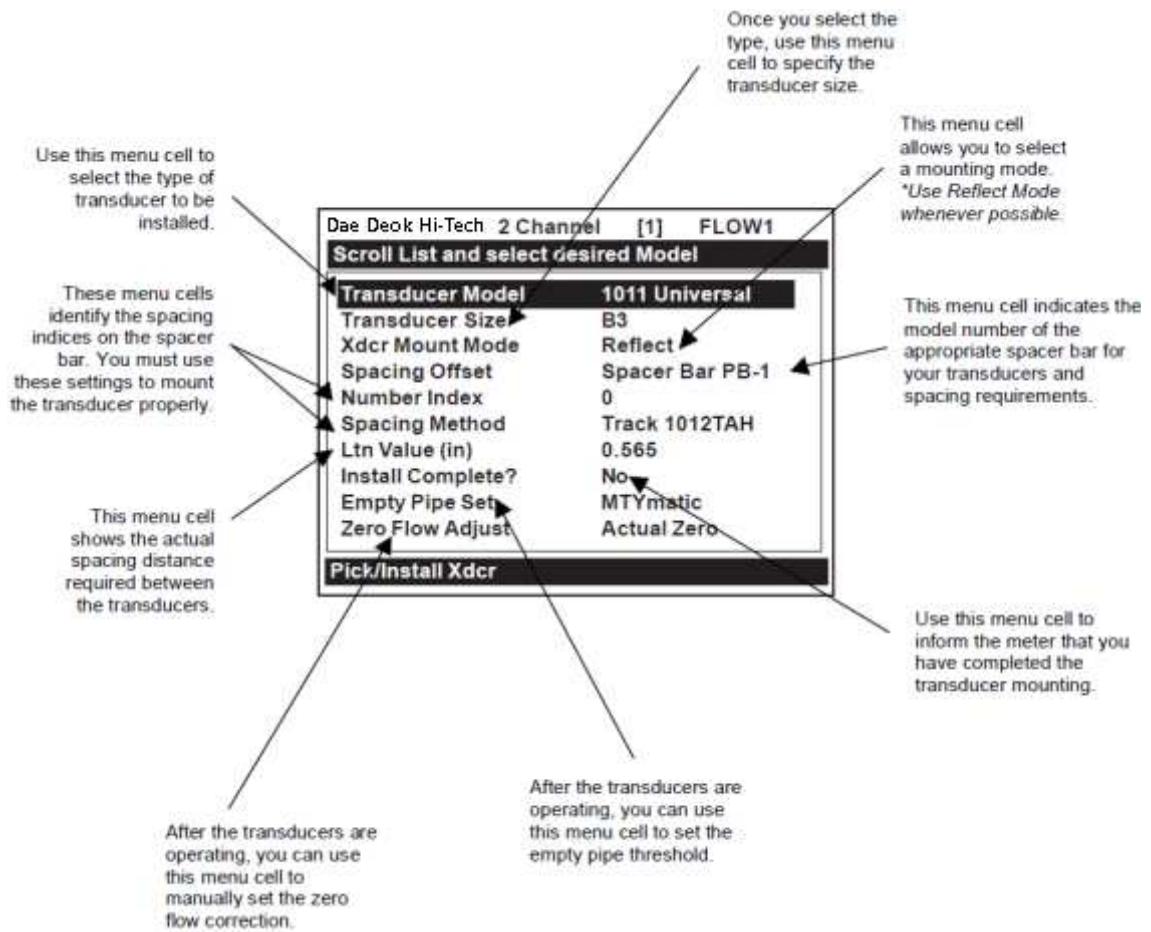 Once you select the
type, use this menu
cell to specify the
transducer size.
This menu cell
allows you to select
a mounting mode.
*Use Reflect Mode
whenever possible.
Use this menu cell to
select the type of
transducer to be
installed.
These menu cells
identify the spacing
indices on the spacer
bar. You must use
these settings to mount
the transducer properly.
This menu cell
shows the actual
spacing distance
required between
the transducers.
Dae Deok Hi-Tech 2 Channel [1] FLOW1
Scroll List and select desired Model
Transducer Model 1011 Universal
Transducer Size B3
Xdcr Mount Mode Reflect
Spacing Offset Spacer Bar PB-1
Number Index 0
Spacing Method Track 1012TAH
Ltn Value (in) 0.565
Install Complete? No
Empty Pipe Set MTYmatic
Zero Flow Adjust Actual Zero
Pick/Install Xdcr
This menu cell indicates the
model number of the
appropriate spacer bar for
your transducers and
spacing requirements.
Use this menu cell to
inform the meter that you
have completed the
transducer mounting.
After the transducers are
operating, you can use
this menu cell to set the
empty pipe threshold.
After the transducers are
operating, you can use
this menu cell to
manually set the zero
flow correction.